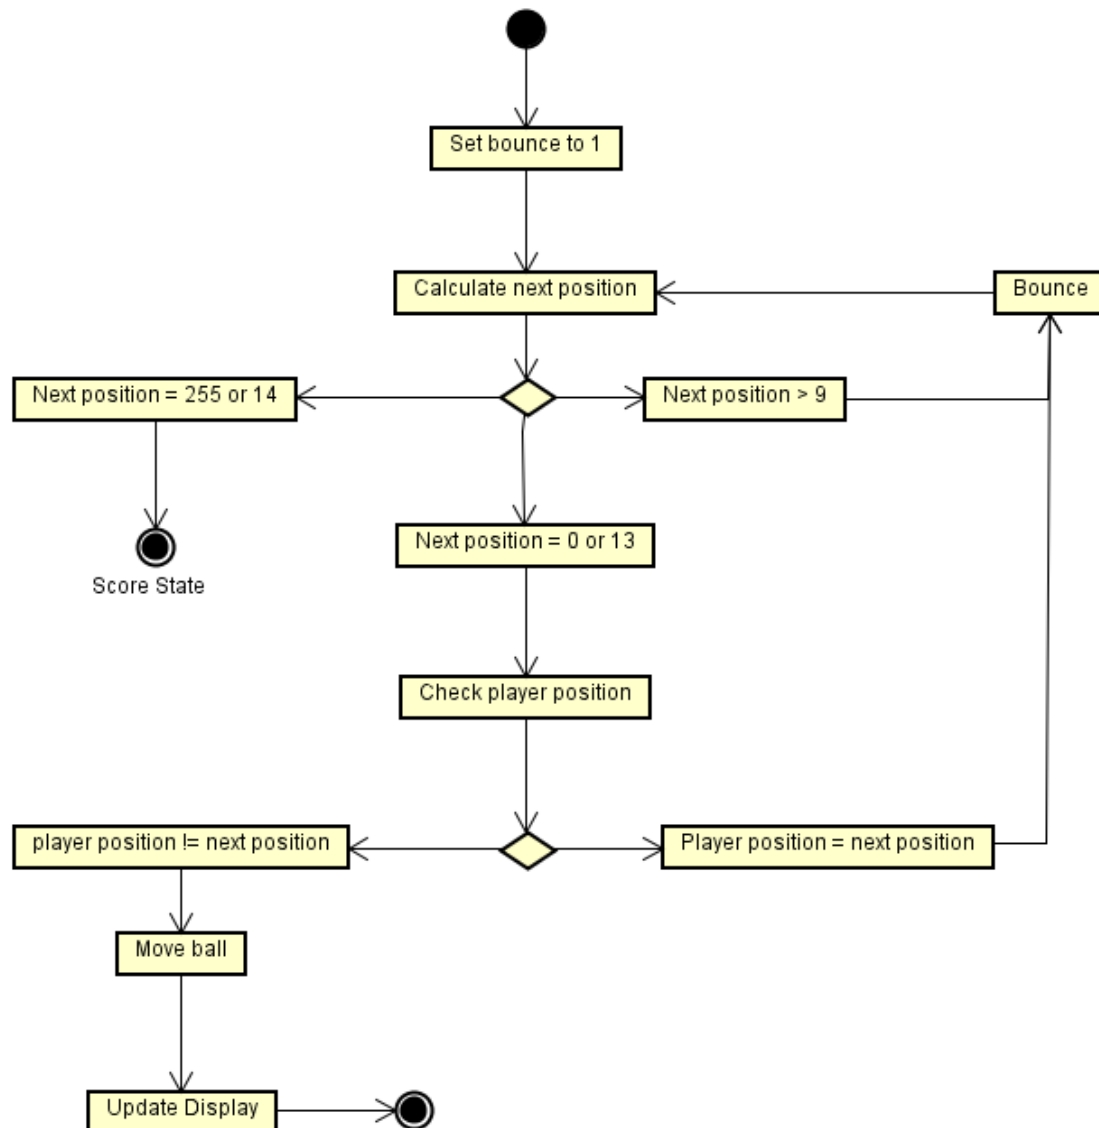 Set bounce to 1
Calculate next position
Bounce
Next position = 255 or 14
Next position > 9
Next position = 0 or 13
Score State
Check player position
player position != next position
Player position = next position
Move ball
Update Display